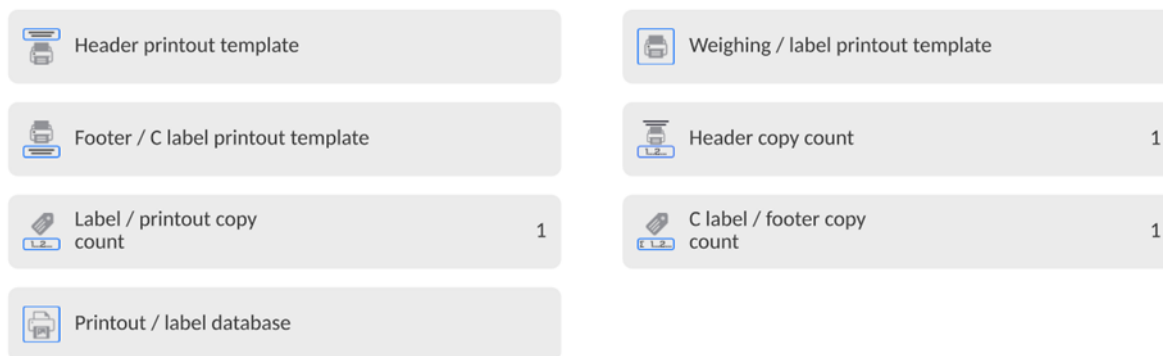 Header printout template
Weighing / label printout template
Footer / C label printout template
Header copy count 1
Label / printout copy
count 1
C label / footer copy
count 1
Printout / label database